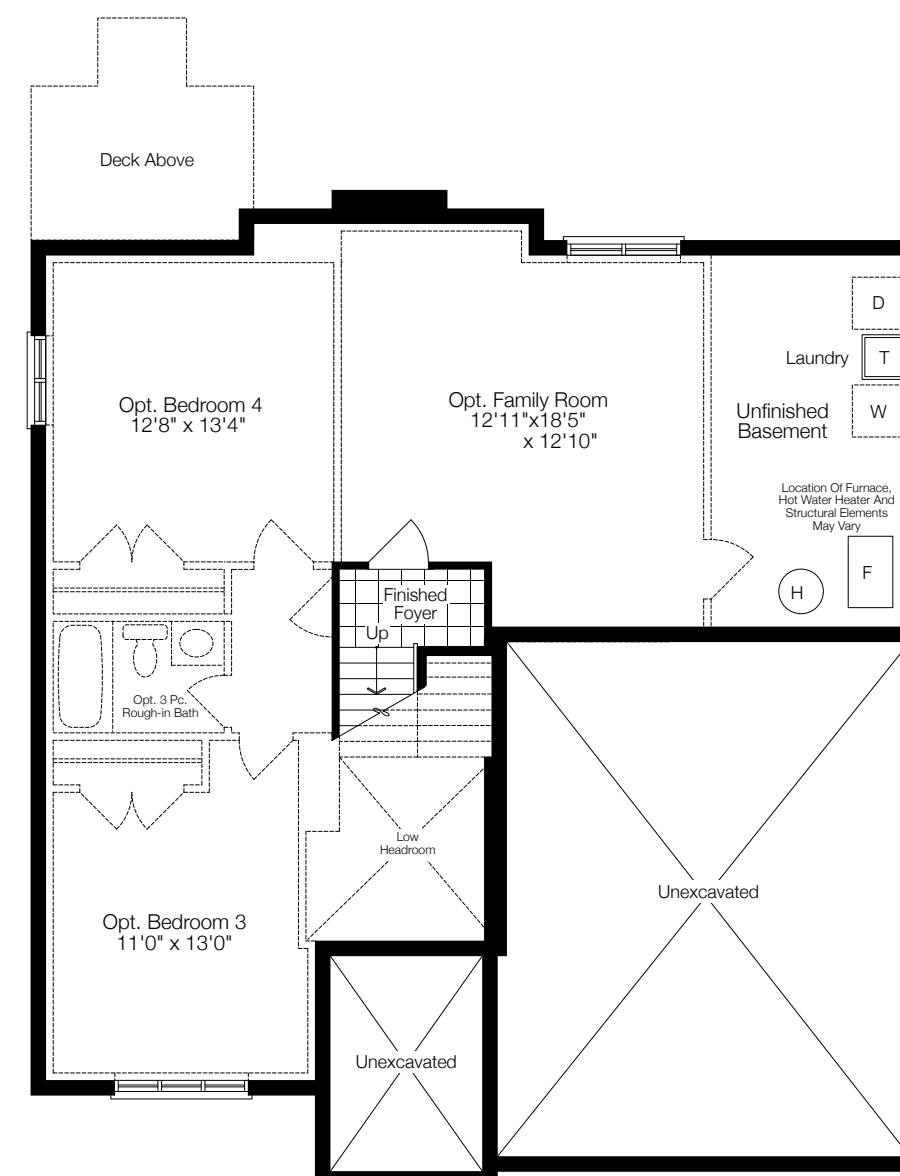 Deck Above
D
Laundry
T
Opt. Bedroom 4
12'8" x 13'4"
Opt. Family Room
12'11"x18'5"
x 12'10"
Unfinished
Basement
W
Location Of Furnace,
Hot Water Heater And
Structural Elements
May Vary
F
H
Finished
Foyer
Up
Opt. 3 Pc.
Rough-in Bath
Low
Headroom
Unexcavated
Opt. Bedroom 3
11'0" x 13'0"
Unexcavated